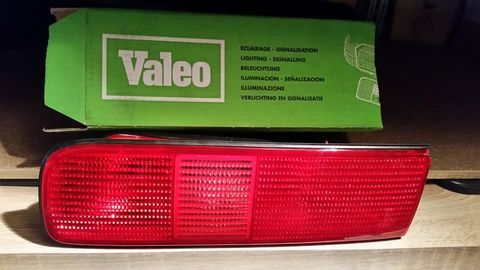 Valeo
ECLAIRAGE - SIGNALISATION
LIGHTING - SIGNALLING
BELEUCHTUNG
ILUMINACION - SEÑALIZACION
ILLUMINAZIONE
VERLICHTING EN SIGNALISATIE